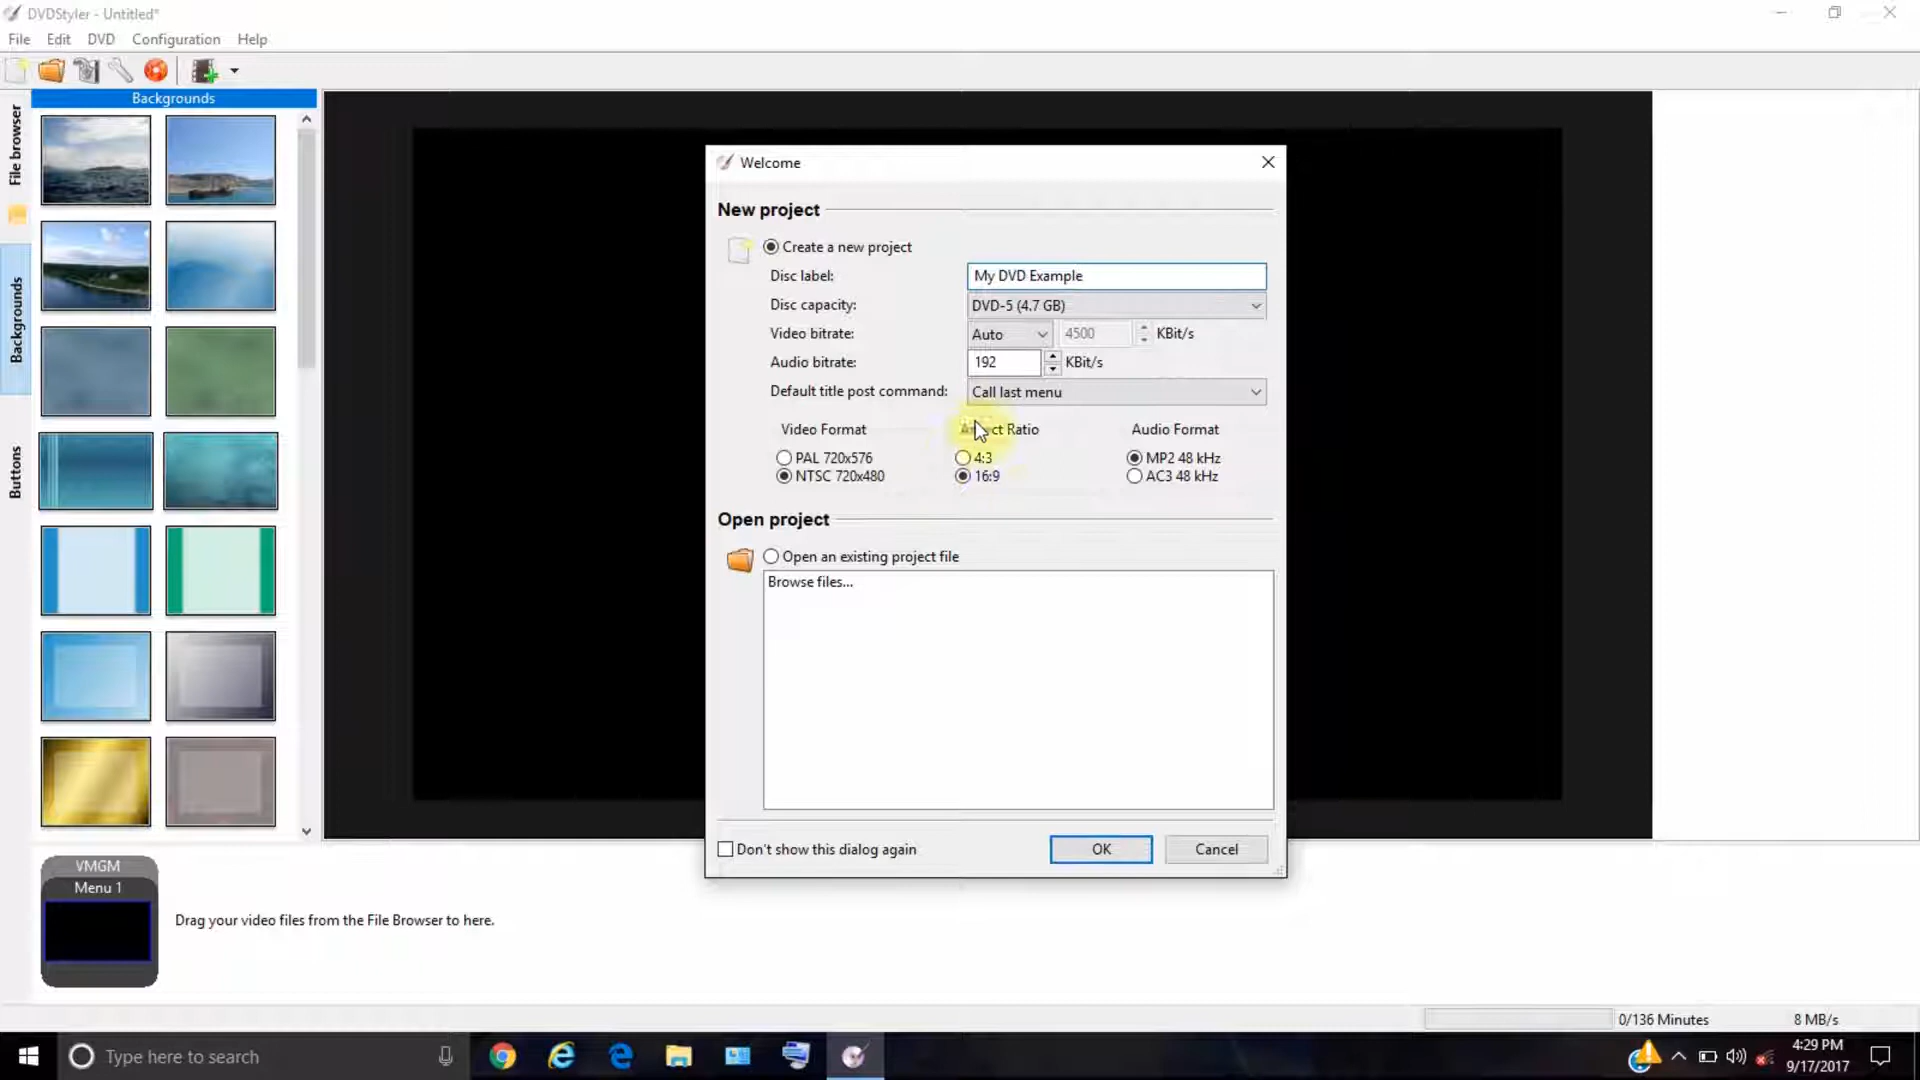 DVDStyler - Untitled*
File Edit DVD Configuration Help
File browser
Backgrounds
Buttons
Backgrounds
Welcome
New project
Create a new project
Disc label: My DVD Example
Disc capacity: DVD-5 (4.7 GB)
Video bitrate: Auto 4500 KBit/s
Audio bitrate: 192 KBit/s
Default title post command: Call last menu
Video Format Ratio Audio Format
PAL 720x576 4:3 MP2 48 kHz
NTSC 720x480 16:9 AC3 48 kHz
Open project
Open an existing project file
Browse files...
Don't show this dialog again OK Cancel
VMGM
Menu 1
Drag your video files from the File Browser to here.
0/136 Minutes 8 MB/s
Type here to search
4:29 PM
9/17/2017